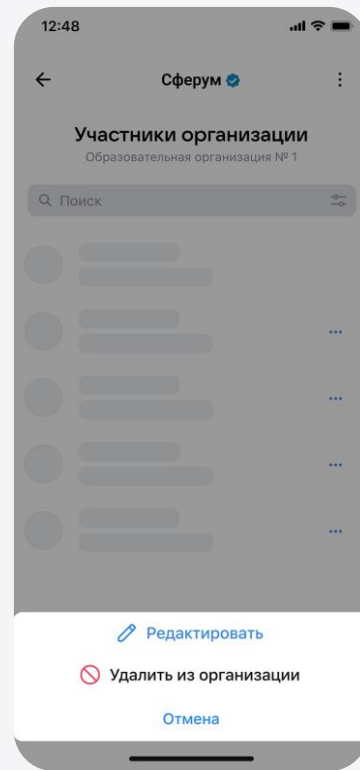 12:48
Сферум
Участники организации
Образовательная организация № 1
Поиск
Редактировать
Удалить из организации
Отмена